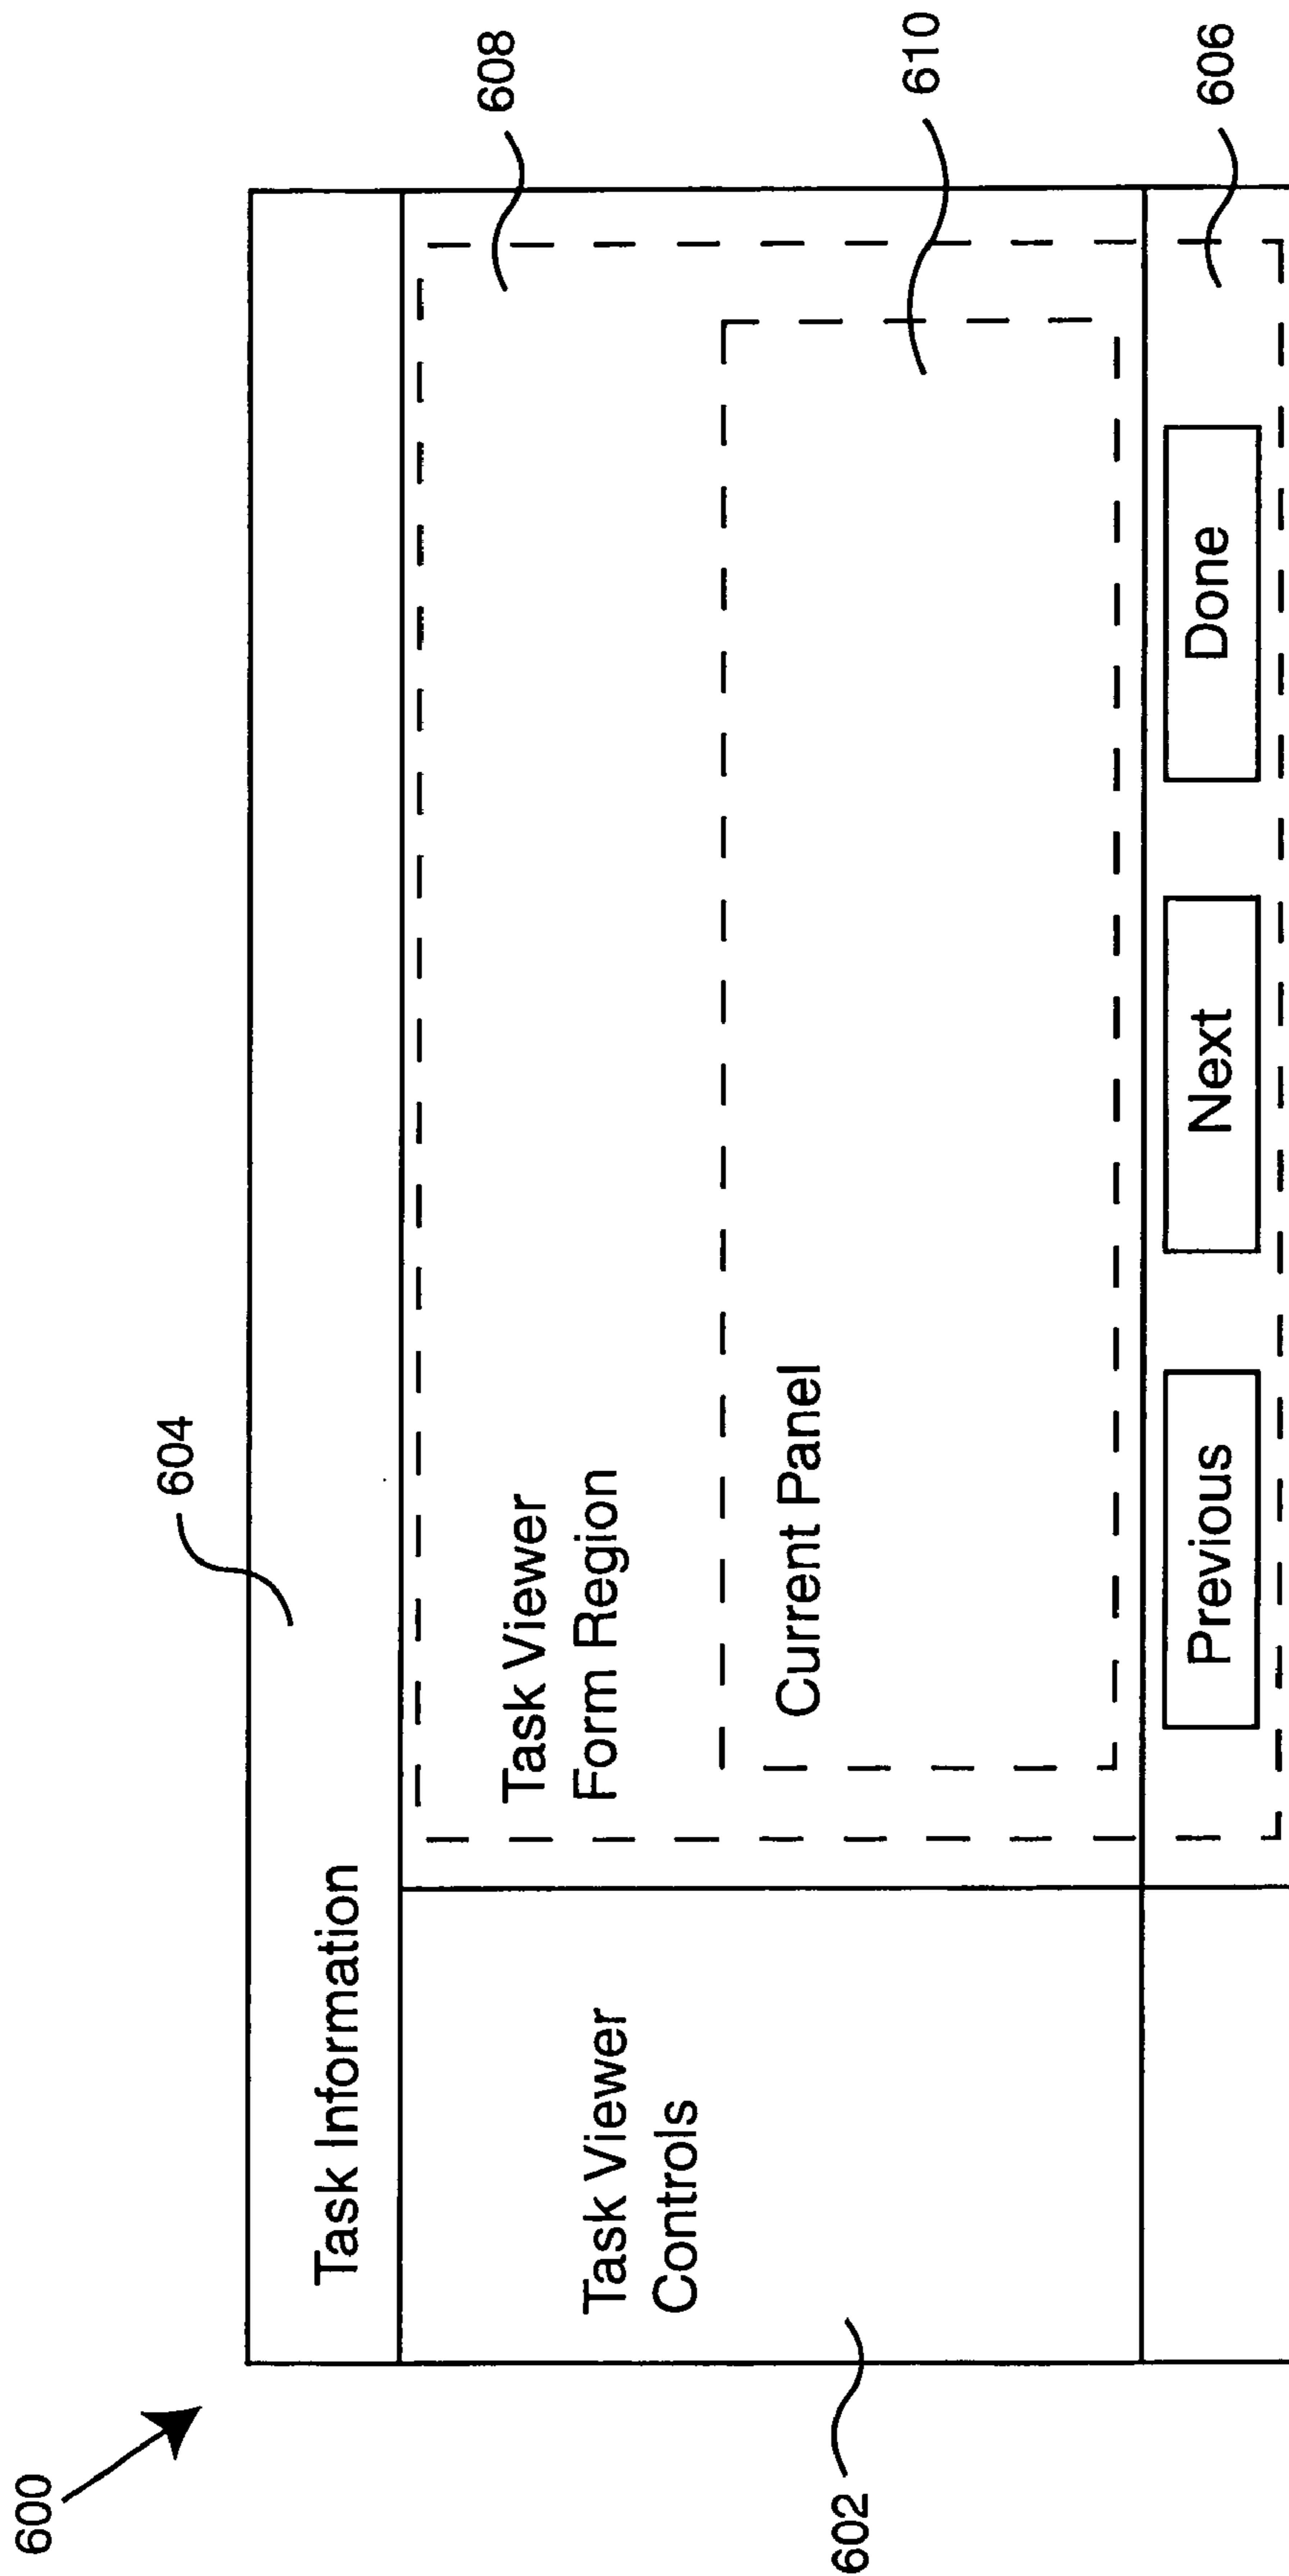 600
604
Task Information
608
Task Viewer
Form Region
Task Viewer
Controls
Current Panel
610
602
Previous
Next
Done
606